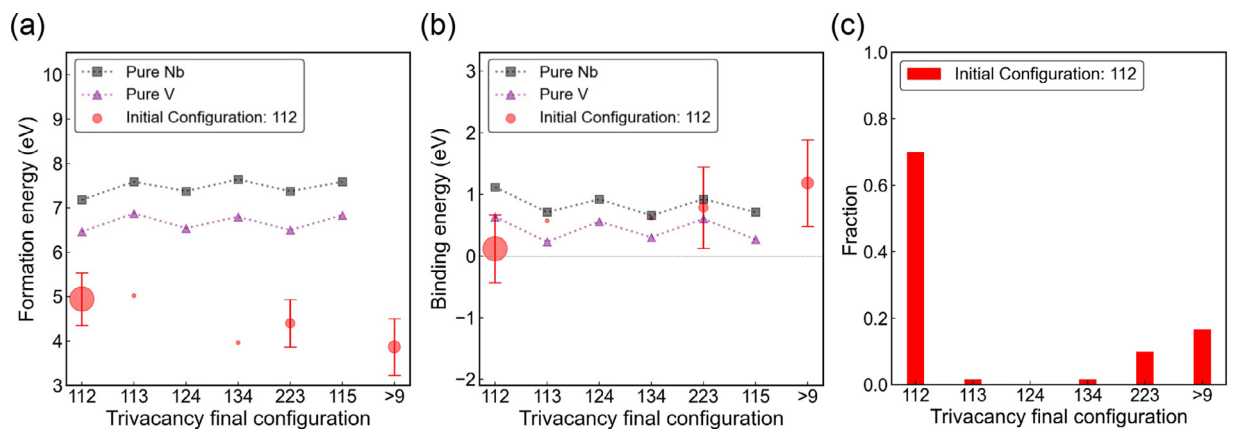 (a)
Formation energy (eV)
10
9
8
7
6
5
4
3
Pure Nb
Pure V
Initial Configuration: 112
112 113 124 134 223 115 >9
Trivacancy final configuration
(b)
Binding energy (eV)
3
2
1
0
−1
−2
Pure Nb
Pure V
Initial Configuration: 112
112 113 124 134 223 115 >9
Trivacancy final configuration
(c)
Fraction
1.0
0.8
0.6
0.4
0.2
0.0
Initial Configuration: 112
112 113 124 134 223 >9
Trivacancy final configuration